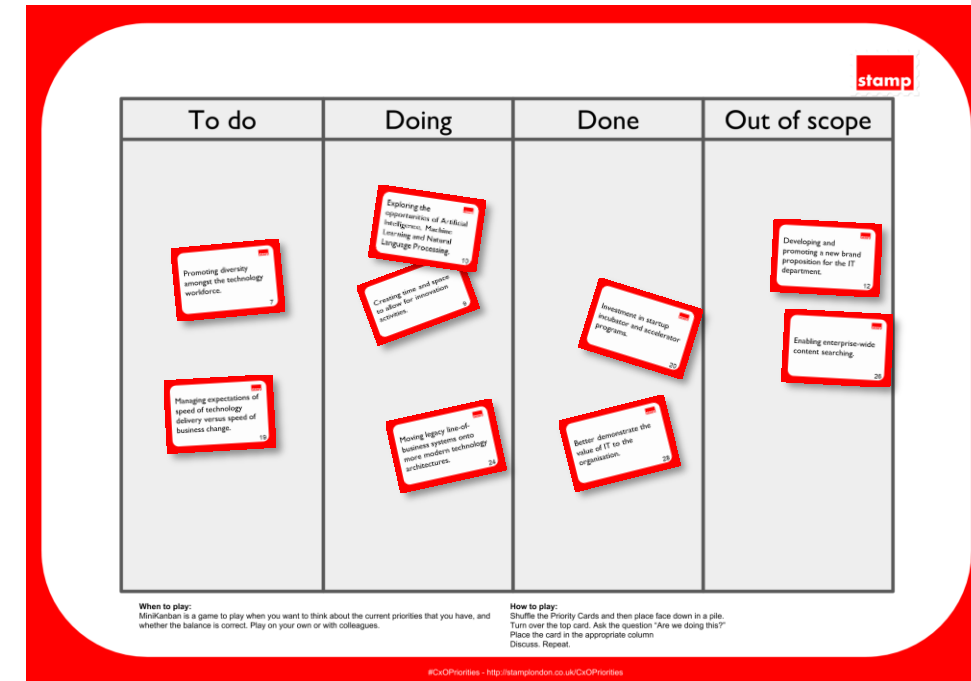 stamp
To do
Doing
Done
Out of scope
Promoting diversity
amongst the technology
workforce.
7
Managing expectations of
speed of technology
delivery versus speed of
business change.
19
Exploring the
opportunities of Artificial
Intelligence, Machine
Learning and Natural
Language Processing.
10
Creating time and space
to allow for innovation
activities.
9
Moving legacy line-of-
business systems onto
more modern technology
architectures.
24
Investment in startup
incubator and accelerator
programs.
20
Better demonstrate the
value of IT to the
organisation.
28
Developing and
promoting a new brand
proposition for the IT
department.
12
Enabling enterprise-wide
content searching.
26
When to play:
MiniKanban is a game to play when you want to think about the current priorities that you have, and
whether the balance is correct. Play on your own or with colleagues.
How to play:
Shuffle the Priority Cards and then place face down in a pile.
Turn over the top card. Ask the question “Are we doing this?”
Place the card in the appropriate column
Discuss. Repeat.
#CxOPriorities - http://stamplondon.co.uk/CxOPriorities